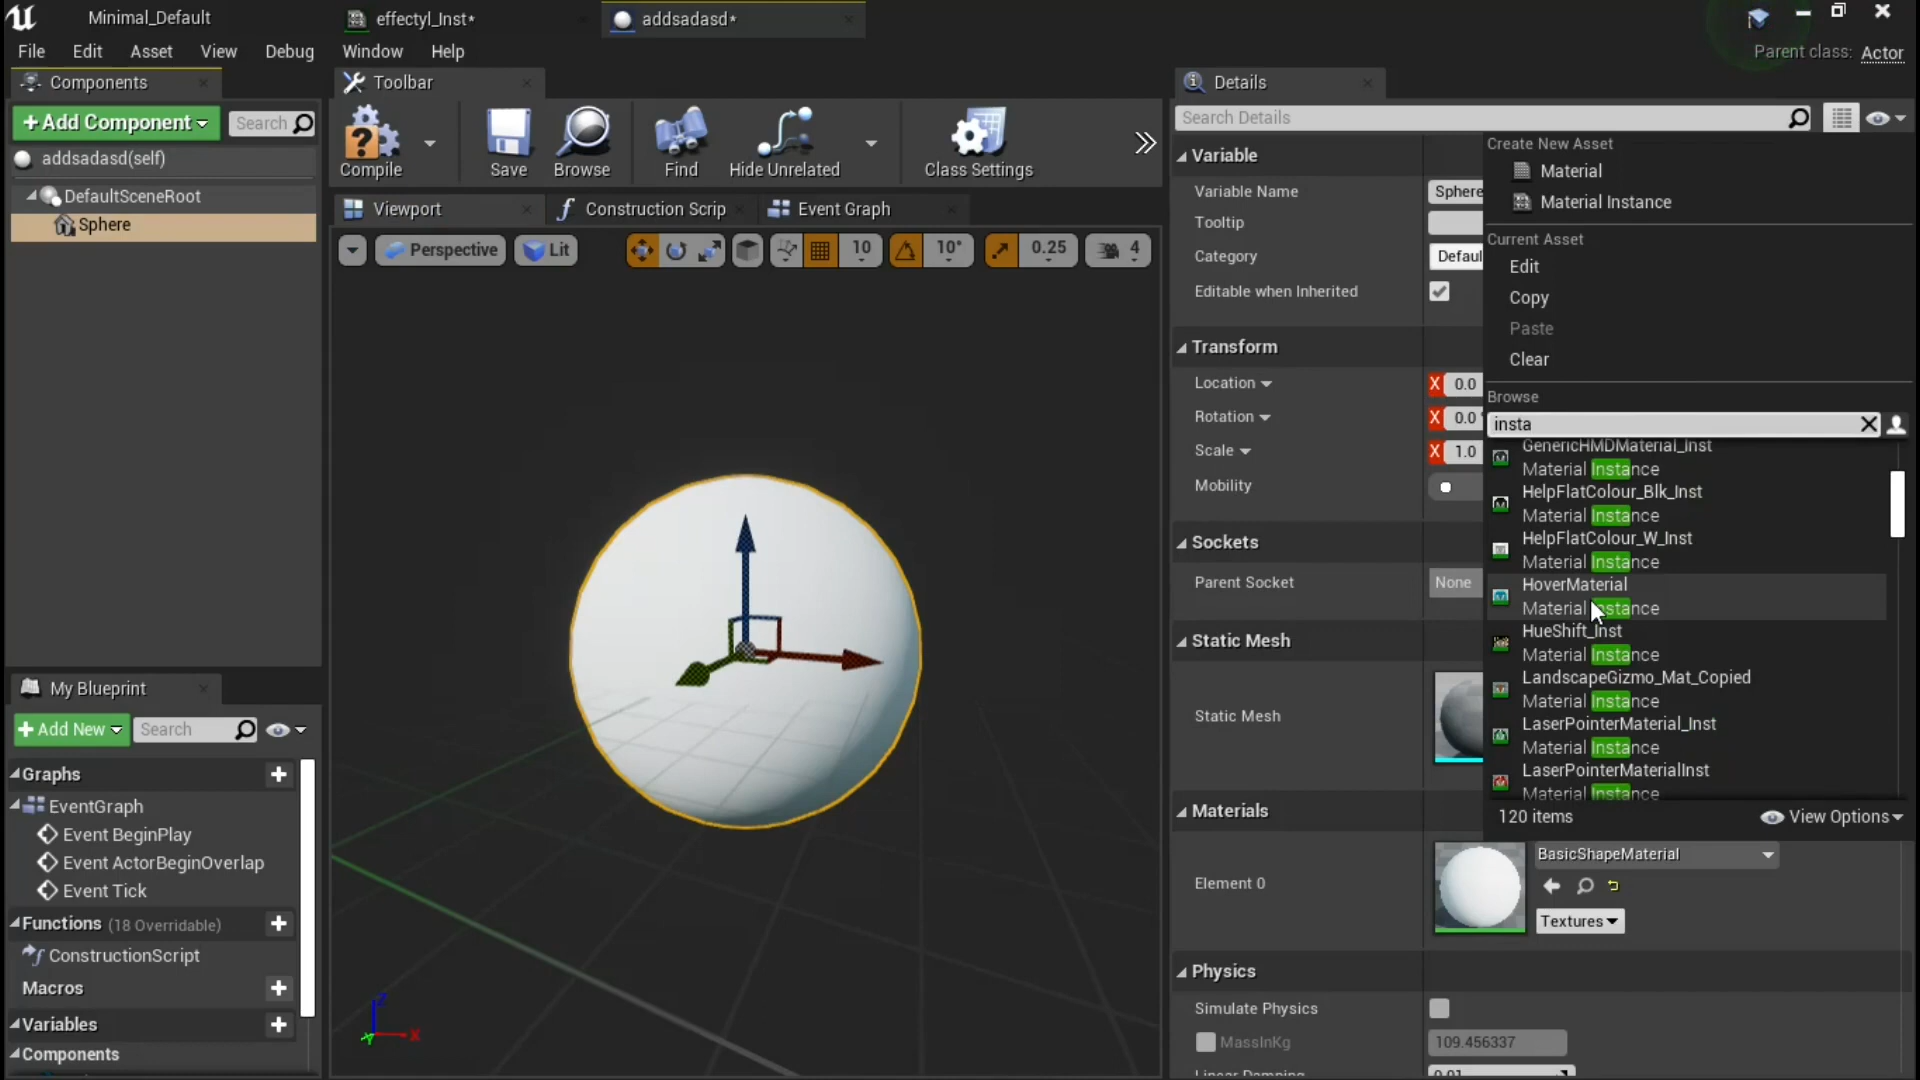 Minimal_Default
effectyl_Inst*
addsadasd*
File Edit Asset View Debug Window Help
Parent class: Actor
Components
Toolbar
Details
+Add Component
Search
Compile
Save
Browse
Find
Hide Unrelated
Class Settings
Search Details
addsadasd(self)
DefaultSceneRoot
Sphere
Viewport
Construction Scrip
Event Graph
Perspective
Lit
10
10°
0.25
4
Variable
Variable Name
Sphere
Tooltip
Category
Defaul
Editable when Inherited
Transform
Location
X 0.0
Rotation
X 0.0 °
Scale
X 1.0
Mobility
Sockets
Parent Socket
None
Static Mesh
Static Mesh
Materials
Element 0
BasicShapeMaterial
Textures
Physics
Simulate Physics
MassInKg
109.456337
Linear Damping
0.01
Create New Asset
Material
Material Instance
Current Asset
Edit
Copy
Paste
Clear
Browse
insta
GenericHMDMaterial_Inst
Material Instance
HelpFlatColour_Blk_Inst
Material Instance
HelpFlatColour_W_Inst
Material Instance
HoverMaterial
Material Instance
HueShift_Inst
Material Instance
LandscapeGizmo_Mat_Copied
Material Instance
LaserPointerMaterial_Inst
Material Instance
LaserPointerMaterialInst
Material Instance
120 items
View Options
My Blueprint
+Add New
Search
Graphs
EventGraph
Event BeginPlay
Event ActorBeginOverlap
Event Tick
Functions (18 Overridable)
ConstructionScript
Macros
Variables
Components
Z
X
Y